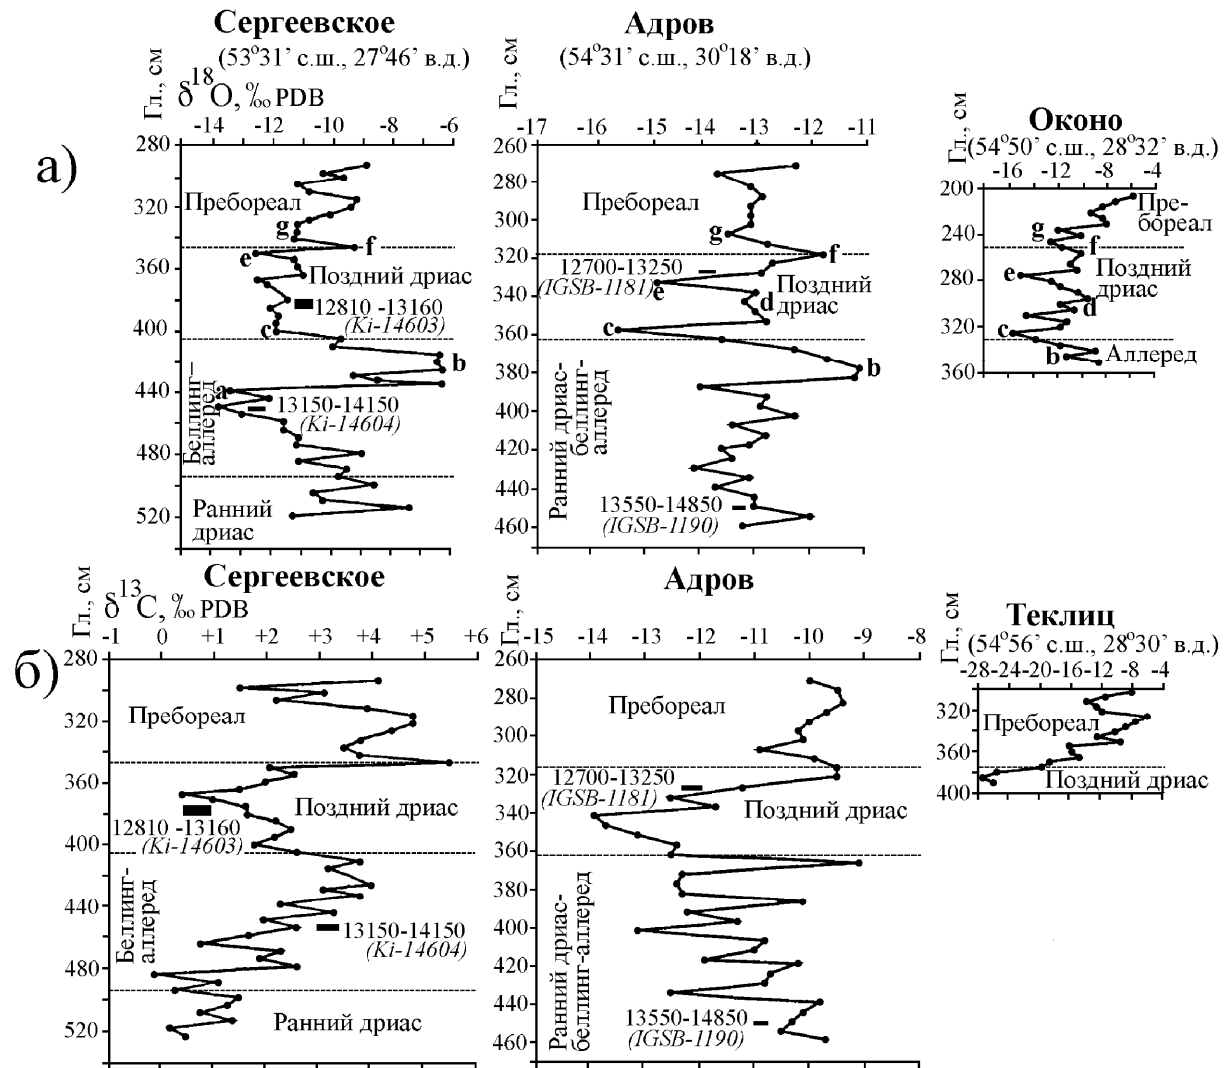 а)
Сергеевское
(53°31’ с.ш., 27°46’ в.д.)
Гл., см
δ18O, ‰ PDB
-14 -12 -10 -8 -6
280
320
360
400
440
480
520
Пребореал
g
f
e
Поздний дриас
12810 -13160
(Ki-14603)
c
b
a
13150-14150
(Ki-14604)
Беллинг-
аллеред
Ранний
дриас
Адров
(54°31’ с.ш., 30°18’ в.д.)
Гл., см
-17 -16 -15 -14 -13 -12 -11
260
280
300
320
340
360
380
400
420
440
460
Пребореал
g
f
12700-13250
(IGSB-1181)
e
d
Поздний
дриас
c
b
Ранний дриас-
беллинг-
аллеред
13550-14850
(IGSB-1190)
Оконо
(54°50’ с.ш., 28°32’ в.д.)
Гл., см
-16 -12 -8 -4
200
240
280
320
360
Пре-
бореал
g
f
Поздний
дриас
e
d
c
b
Аллеред
б)
Сергеевское
Гл., см
δ13C, ‰ PDB
-1 0 +1 +2 +3 +4 +5 +6
280
320
360
400
440
480
520
Пребореал
Поздний дриас
12810 -13160
(Ki-14603)
Беллинг-
аллеред
13150-14150
(Ki-14604)
Ранний дриас
Адров
Гл., см
-15 -14 -13 -12 -11 -10 -9 -8
260
280
300
320
340
360
380
400
420
440
460
Пребореал
12700-13250
(IGSB-1181)
Поздний дриас
Ранний дриас-
беллинг-аллеред
13550-14850
(IGSB-1190)
Теклиц
(54°56’ с.ш., 28°30’ в.д.)
Гл., см
-28 -24 -20 -16 -12 -8 -4
320
360
400
Пребореал
Поздний дриас